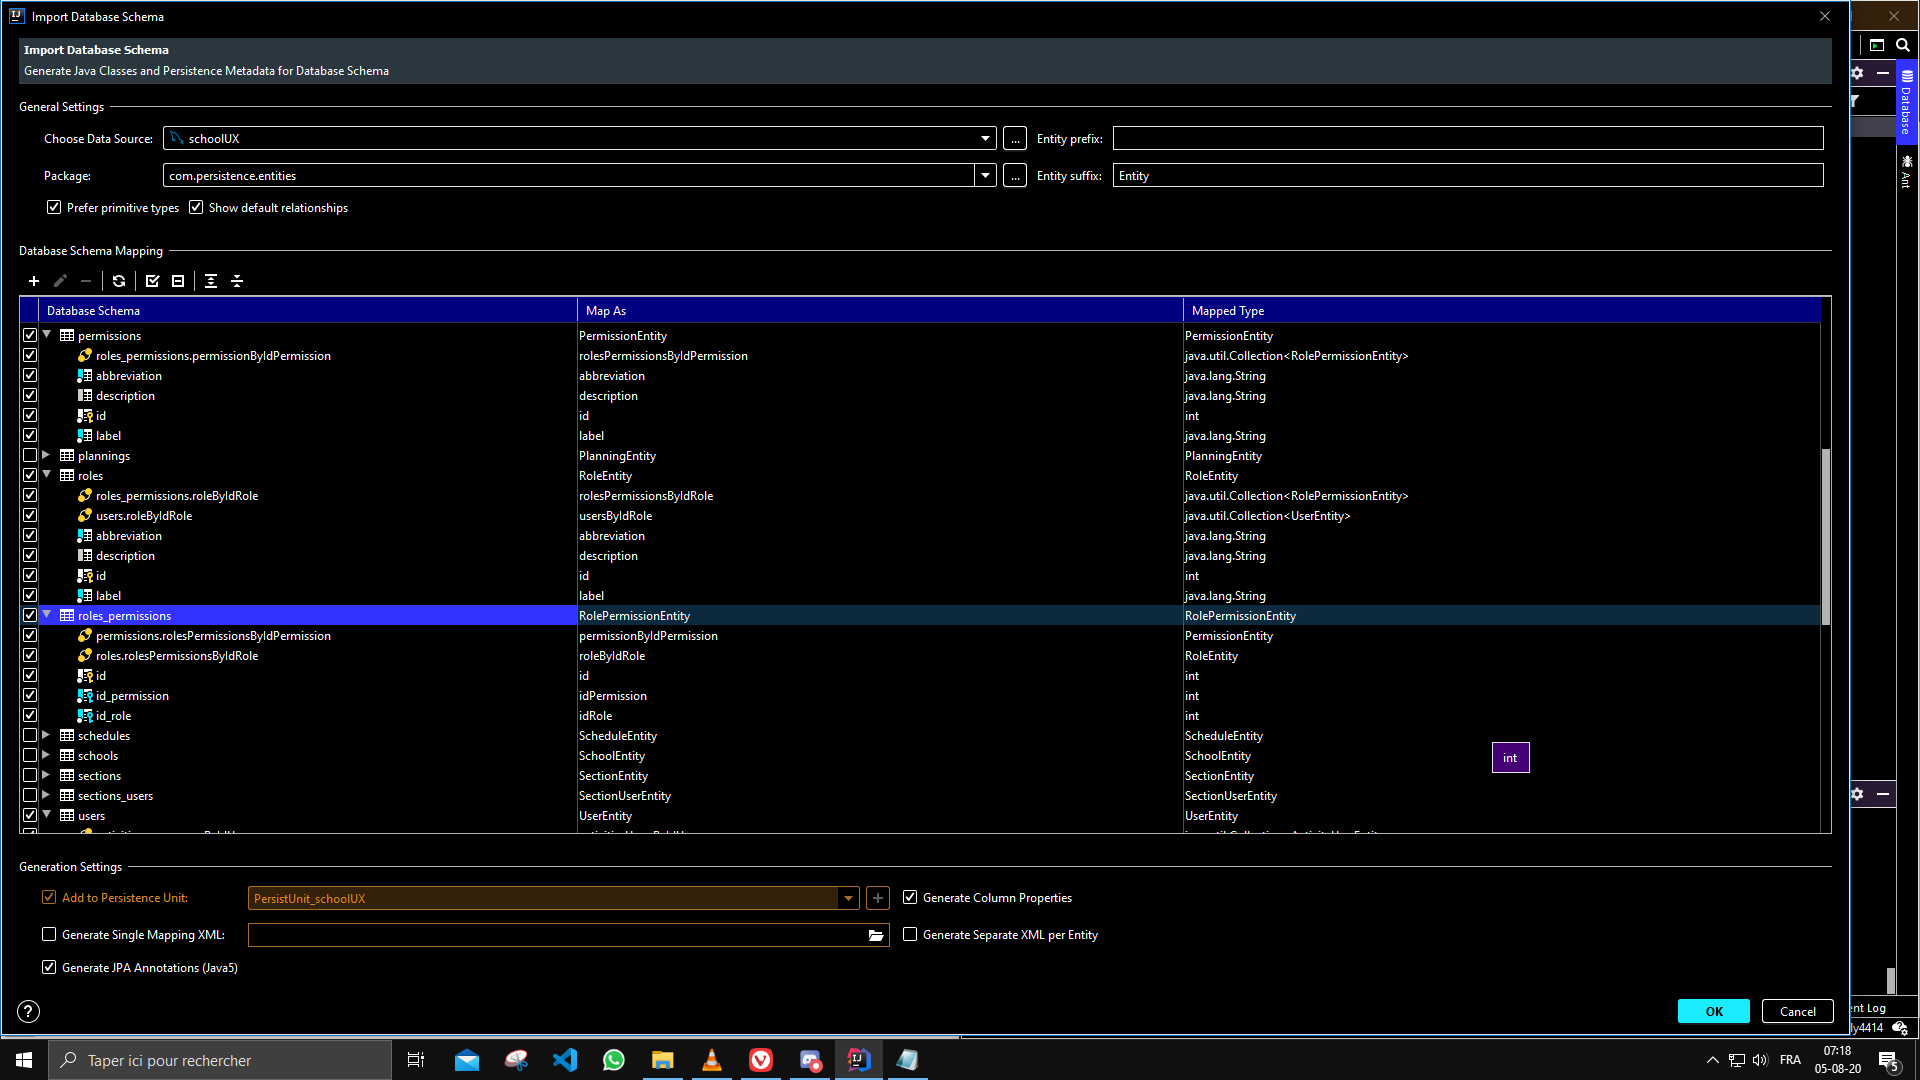 Import Database Schema
Import Database Schema
Generate Java Classes and Persistence Metadata for Database Schema
General Settings
Choose Data Source: schoolUX ... Entity prefix:
Package: com.persistence.entities ... Entity suffix: Entity
Prefer primitive types Show default relationships
Database
Ant
Database Schema Mapping
Database Schema Map As Mapped Type
permissions PermissionEntity PermissionEntity
roles_permissions.permissionByIdPermission rolesPermissionsByIdPermission java.util.Collection<RolePermissionEntity>
abbreviation abbreviation java.lang.String
description description java.lang.String
id id int
label label java.lang.String
plannings PlanningEntity PlanningEntity
roles RoleEntity RoleEntity
roles_permissions.roleByIdRole rolesPermissionsByIdRole java.util.Collection<RolePermissionEntity>
users.roleByIdRole usersByIdRole java.util.Collection<UserEntity>
abbreviation abbreviation java.lang.String
description description java.lang.String
id id int
label label java.lang.String
roles_permissions RolePermissionEntity RolePermissionEntity
permissions.rolesPermissionsByIdPermission permissionByIdPermission PermissionEntity
roles.rolesPermissionsByIdRole roleByIdRole RoleEntity
id id int
id_permission idPermission int
id_role idRole int
schedules ScheduleEntity ScheduleEntity
schools SchoolEntity SchoolEntity
int
sections SectionEntity SectionEntity
sections_users SectionUserEntity SectionUserEntity
users UserEntity UserEntity
Generation Settings
Add to Persistence Unit: PersistUnit_schoolUX Generate Column Properties
Generate Single Mapping XML: Generate Separate XML per Entity
Generate JPA Annotations (Java5)
? OK Cancel
ent Log
ly4414
Taper ici pour rechercher
FRA
07:18
05-08-20
5